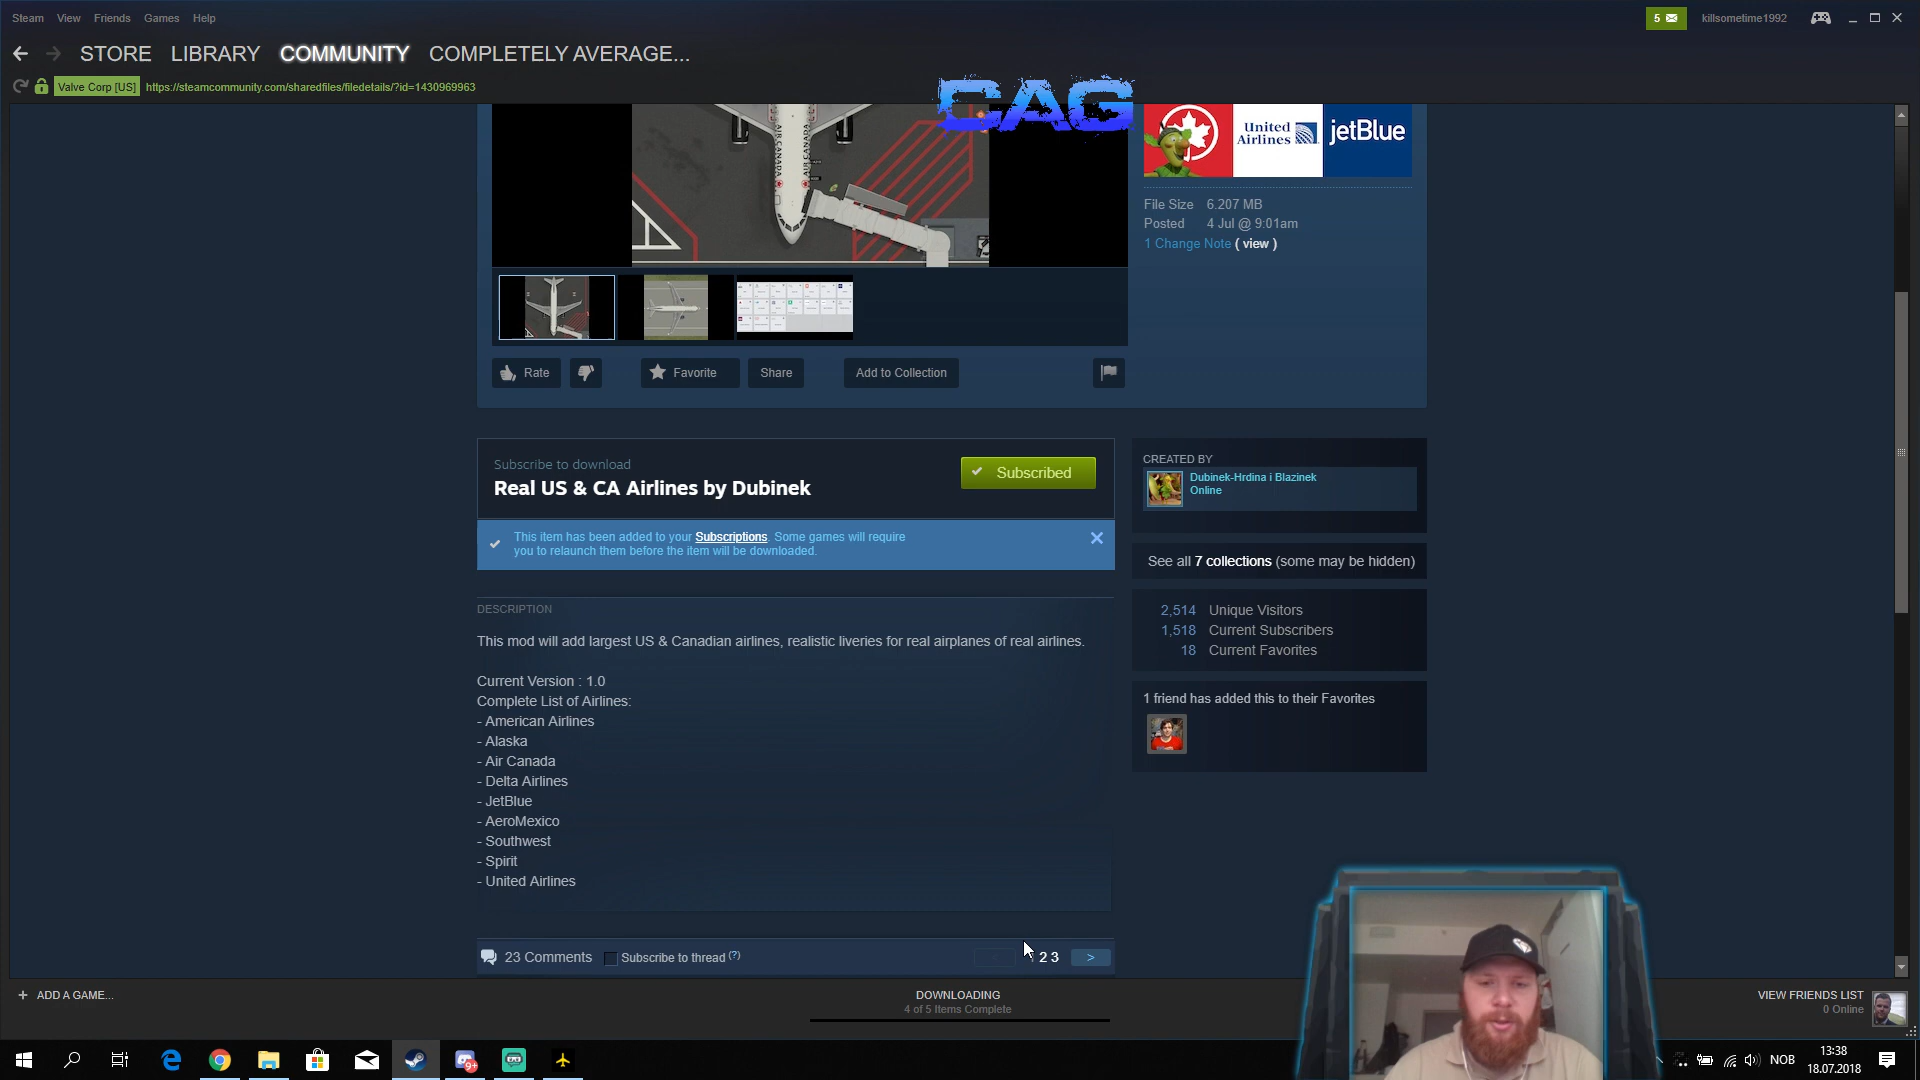 Steam View Friends Games Help
5 killsometime1992
STORE LIBRARY COMMUNITY COMPLETELY AVERAGE...
Valve Corp [US] https://steamcommunity.com/sharedfiles/filedetails/?id=1430969963
CAG
AIR CANADA AIR CANADA
United Airlines
jetBlue
File Size 6.207 MB
Posted 4 Jul @ 9:01am
1 Change Note ( view )
Rate Favorite Share Add to Collection
Subscribe to download
Real US & CA Airlines by Dubinek
Subscribed
This item has been added to your Subscriptions. Some games will require
you to relaunch them before the item will be downloaded.
CREATED BY
Dubinek-Hrdina i Blazinek
Online
See all 7 collections (some may be hidden)
2,514 Unique Visitors
1,518 Current Subscribers
18 Current Favorites
1 friend has added this to their Favorites
DESCRIPTION
This mod will add largest US & Canadian airlines, realistic liveries for real airplanes of real airlines.
Current Version : 1.0
Complete List of Airlines:
- American Airlines
- Alaska
- Air Canada
- Delta Airlines
- JetBlue
- AeroMexico
- Southwest
- Spirit
- United Airlines
23 Comments Subscribe to thread (?)
2 3 >
+ ADD A GAME...
DOWNLOADING
4 of 5 Items Complete
VIEW FRIENDS LIST
0 Online
9+
NOB
13:38
18.07.2018